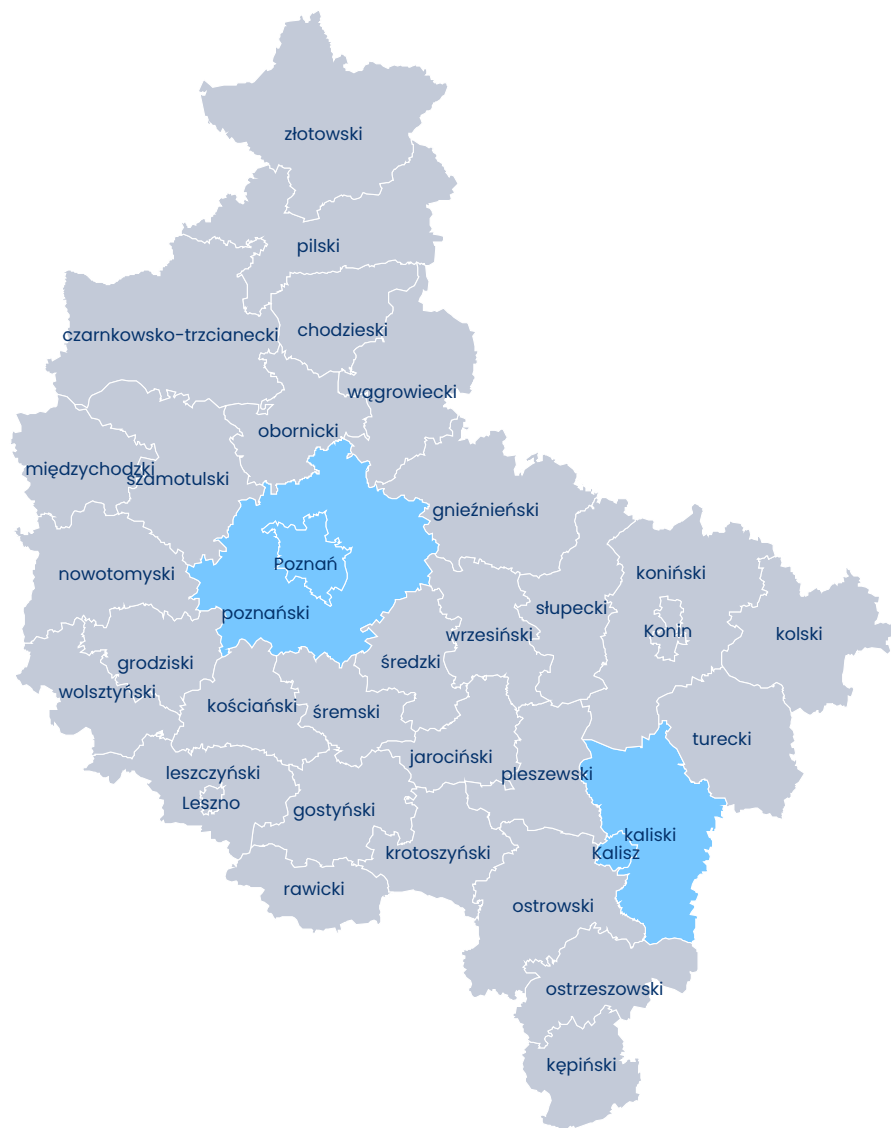 złotowski
pilski
czarnkowsko-trzcianecki
chodzieski
wągrowiecki
obornicki
międzychodzki
szamotulski
gnieźnieński
Poznań
nowotomyski
koniński
poznański
słupecki
Konin
kolski
wrzesiński
grodziski
średzki
wolsztyński
kościański
śremski
turecki
jarociński
leszczyński
pleszewski
Leszno
gostyński
kaliski
krotoszyński
Kalisz
rawicki
ostrowski
ostrzeszowski
kępiński